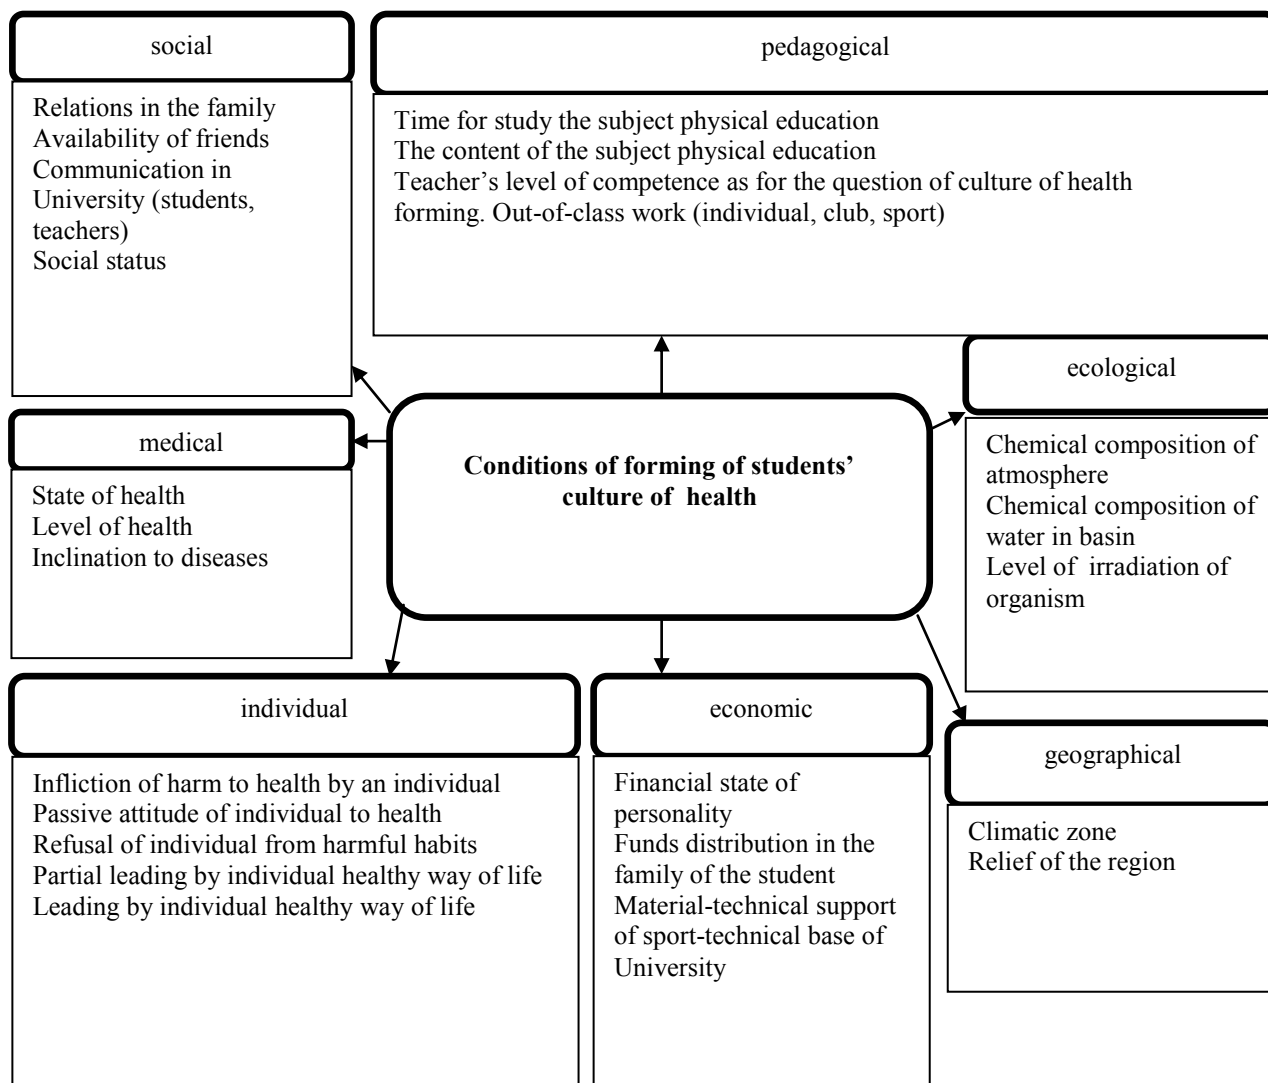 social
Relations in the family
Availability of friends
Communication in
University (students,
teachers)
Social status
pedagogical
Time for study the subject physical education
The content of the subject physical education
Teacher’s level of competence as for the question of culture of health
forming. Out-of-class work (individual, club, sport)
medical
State of health
Level of health
Inclination to diseases
Conditions of forming of students’
culture of health
ecological
Chemical composition of
atmosphere
Chemical composition of
water in basin
Level of irradiation of
organism
individual
Infliction of harm to health by an individual
Passive attitude of individual to health
Refusal of individual from harmful habits
Partial leading by individual healthy way of life
Leading by individual healthy way of life
economic
Financial state of
personality
Funds distribution in the
family of the student
Material-technical support
of sport-technical base of
University
geographical
Climatic zone
Relief of the region